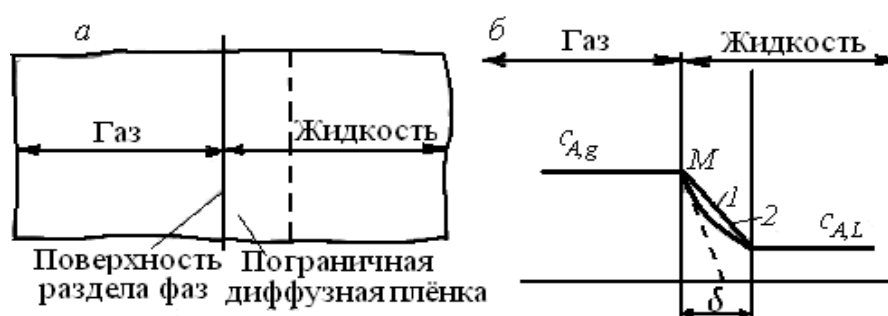 а
Газ
Жидкость
Поверхность
раздела фаз
Пограничная
диффузная плёнка
б
Газ
Жидкость
c_{A,g}
M
1
2
c_{A,L}
δ